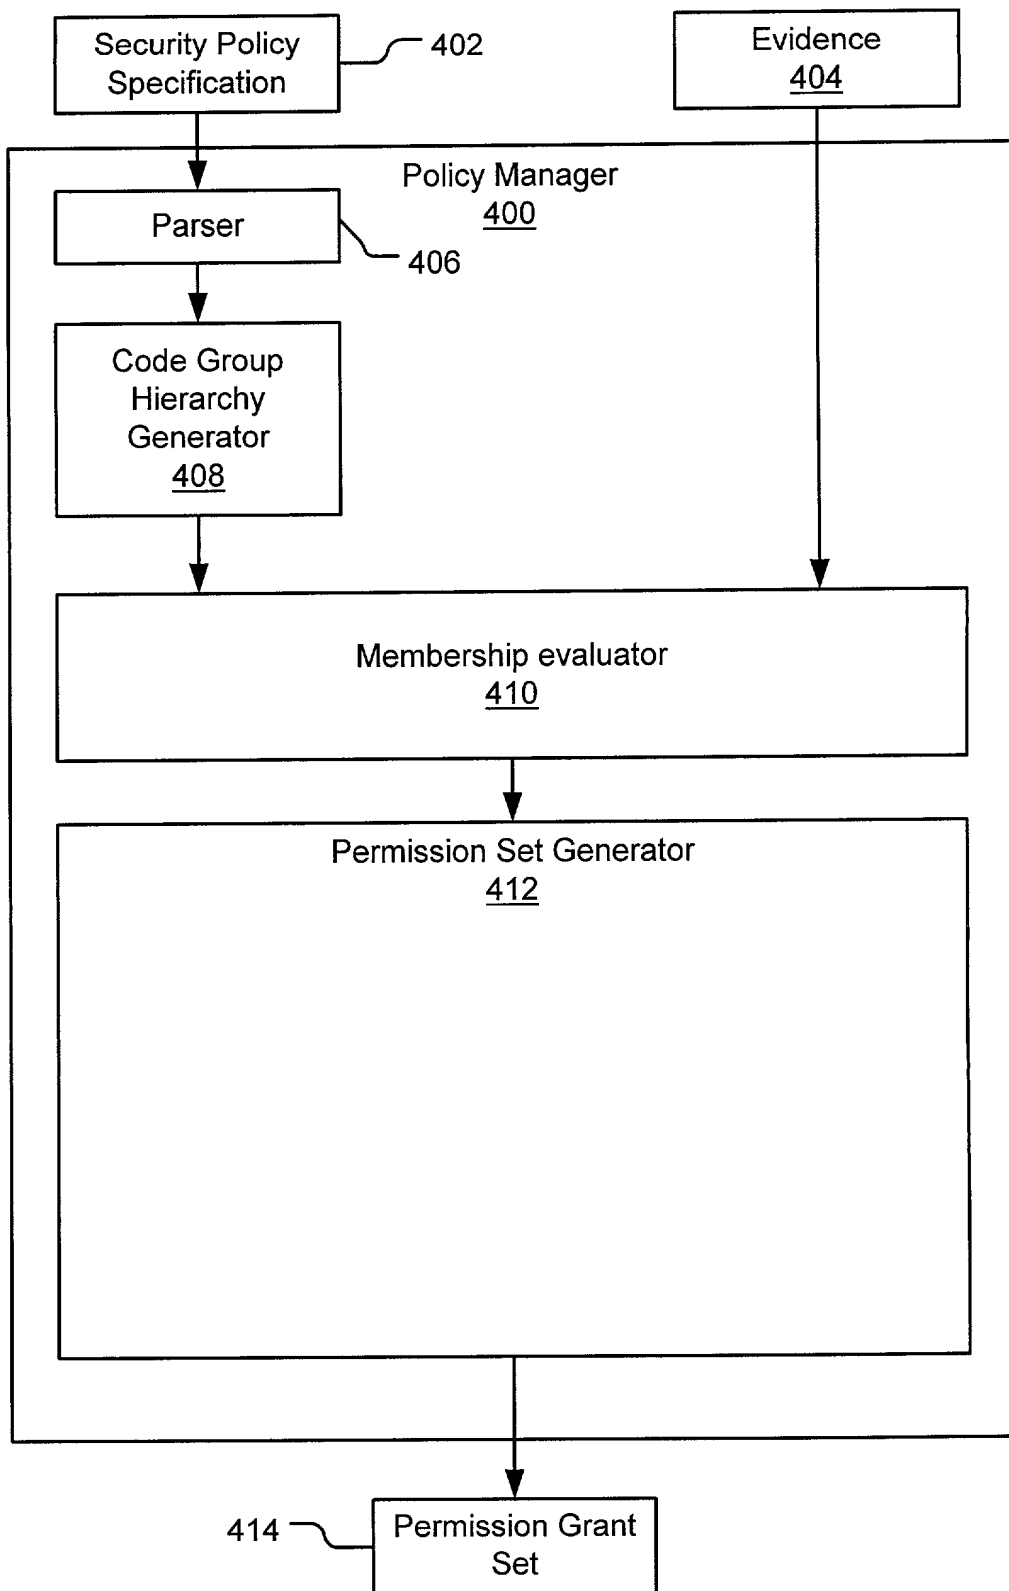 Security Policy
Specification
402
Evidence
404
Policy Manager
400
Parser
406
Code Group
Hierarchy
Generator
408
Membership evaluator
410
Permission Set Generator
412
414
Permission Grant
Set